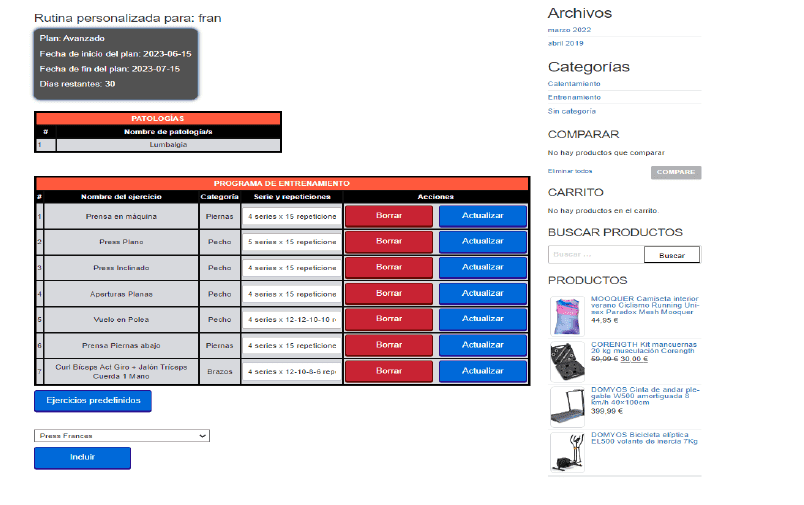 Rutina personalizada para: fran
Plan: Avanzado
Fecha de inicio del plan: 2023-06-15
Fecha de fin del plan: 2023-07-15
Días restantes: 30
PATOLOGÍAS
# Nombre de patología/s
1 Lumbalgia
PROGRAMA DE ENTRENAMIENTO
# Nombre del ejercicio Categoría Serie y repeticiones Acciones
1 Prensa en máquina Piernas 4 series x 15 repeticione Borrar Actualizar
2 Press Plano Pecho 5 series x 15 repeticione Borrar Actualizar
3 Press Inclinado Pecho 4 series x 15 repeticione Borrar Actualizar
4 Aperturas Planas Pecho 4 series x 15 repeticione Borrar Actualizar
5 Vuelo en Polea Pecho 4 series x 12-12-10-10 r Borrar Actualizar
6 Prensa Piernas abajo Piernas 4 series x 15 repeticione Borrar Actualizar
7 Curl Bíceps Act Giro + Jalón Tríceps Cuerda 1 Mano Brazos 4 series x 12-10-8-6 rep Borrar Actualizar
Ejercicios predefinidos
Press Frances
Incluir
Archivos
marzo 2022
abril 2019
Categorías
Calentamiento
Entrenamiento
Sin categoría
COMPARAR
No hay productos que comparar
Eliminar todos COMPARE
CARRITO
No hay productos en el carrito.
BUSCAR PRODUCTOS
Buscar ... Buscar
PRODUCTOS
MOOQUER Camiseta inferior
verano Ciclismo Running Uni-
sex Paradox Mesh Mooquer
44,95 €
CORENGTH Kit mancuernas
20 kg musculación Corength
59,99 € 30,00 €
DOMYOS Cinta de andar ple-
gable W500 amortiguada 8
km/h.40x100cm
399,99 €
DOMYOS Bicicleta elíptica
EL500 volante de inercia 7Kg